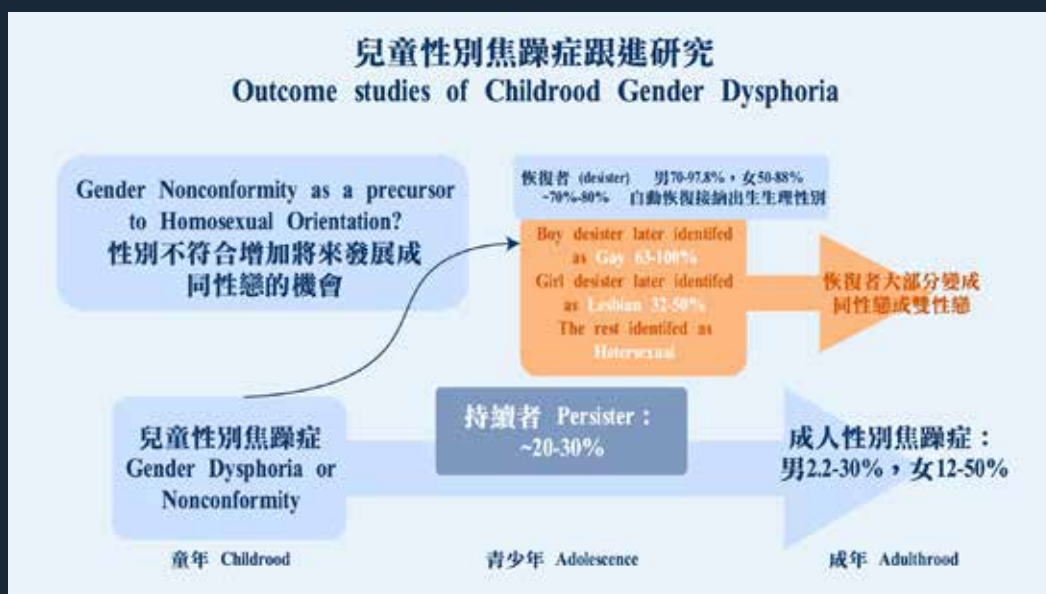 兒童性別焦躁症跟進研究
Outcome studies of Childrood Gender Dysphoria
Gender Nonconformity as a precursor
to Homosexual Orientation?
性別不符合增加將來發展成
同性戀的機會
恢復者 (desister) 男70-97.8%，女50-88%
~70%-80% 自動恢復接納出生生理性別
Boy desister later identifed
as Gay 63-100%
Girl desister later identifed
as Lesbian 32-50%
The rest identifed as
Hetersexual
恢復者大部分變成
同性戀或雙性戀
兒童性別焦躁症
Gender Dysphoria or
Nonconformity
持續者 Persister：
~20-30%
成人性別焦躁症：
男2.2-30%，女12-50%
童年 Childrood
青少年 Adolescence
成年 Adulthrood